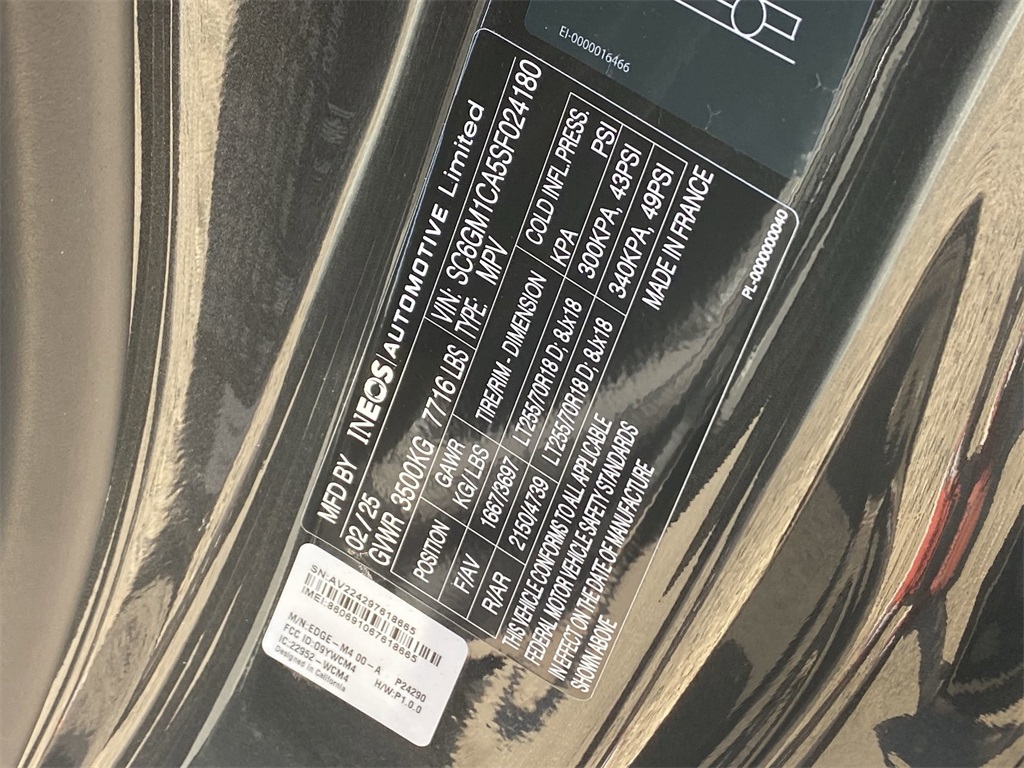 EI-0000016466
MFD BY INEOS AUTOMOTIVE Limited
02 / 25 VIN: SC6GM1CA5SF024180
GVWR 3500KG 7716 LBS TYPE: MPV
POSITION GAWR KG/LBS TIRE/RIM - DIMENSION COLD INFL.PRESS. KPA PSI
F/AV 1667/3697 LT255/70R18 D; 8Jx18 300KPA, 43PSI
R/AR 2150/4739 LT255/70R18 D; 8Jx18 340KPA, 49PSI
THIS VEHICLE CONFORMS TO ALL APPLICABLE
FEDERAL MOTOR VEHICLE SAFETY STANDARDS
IN EFFECT ON THE DATE OF MANUFACTURE
SHOWN ABOVE
MADE IN FRANCE
PL-0000000040
SN:AV224297618665
IMEI:860691067618665
M/N:EDGE-M4 00-A P24290
FCC ID:O9YWCM4 H/W:P1.0.0
IC:22952-WCM4
Designed in California